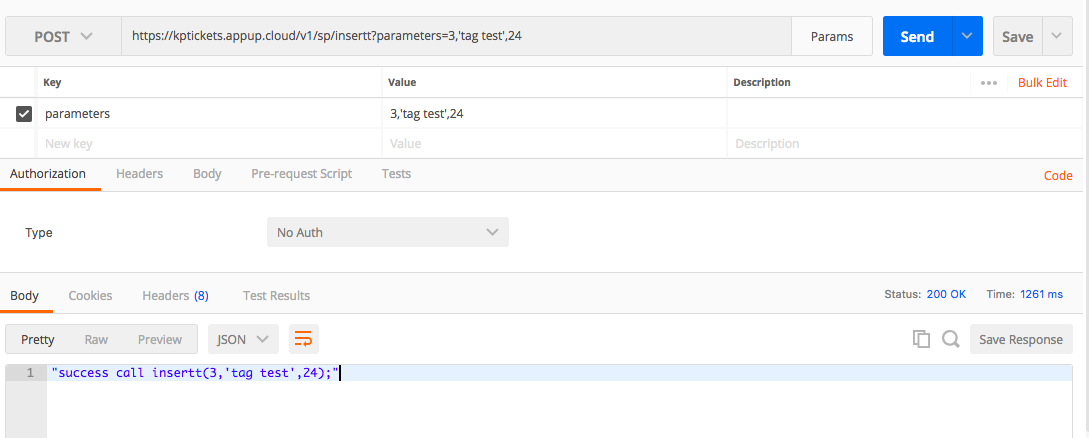 POST https://kptickets.appup.cloud/v1/sp/insertt?parameters=3,'tag test',24 Params Send Save
Key Value Description ••• Bulk Edit
parameters 3,'tag test',24
New key Value Description
Authorization Headers Body Pre-request Script Tests Code
Type No Auth
Body Cookies Headers (8) Test Results Status: 200 OK Time: 1261 ms
Pretty Raw Preview JSON Save Response
1 "success call insertt(3,'tag test',24);"